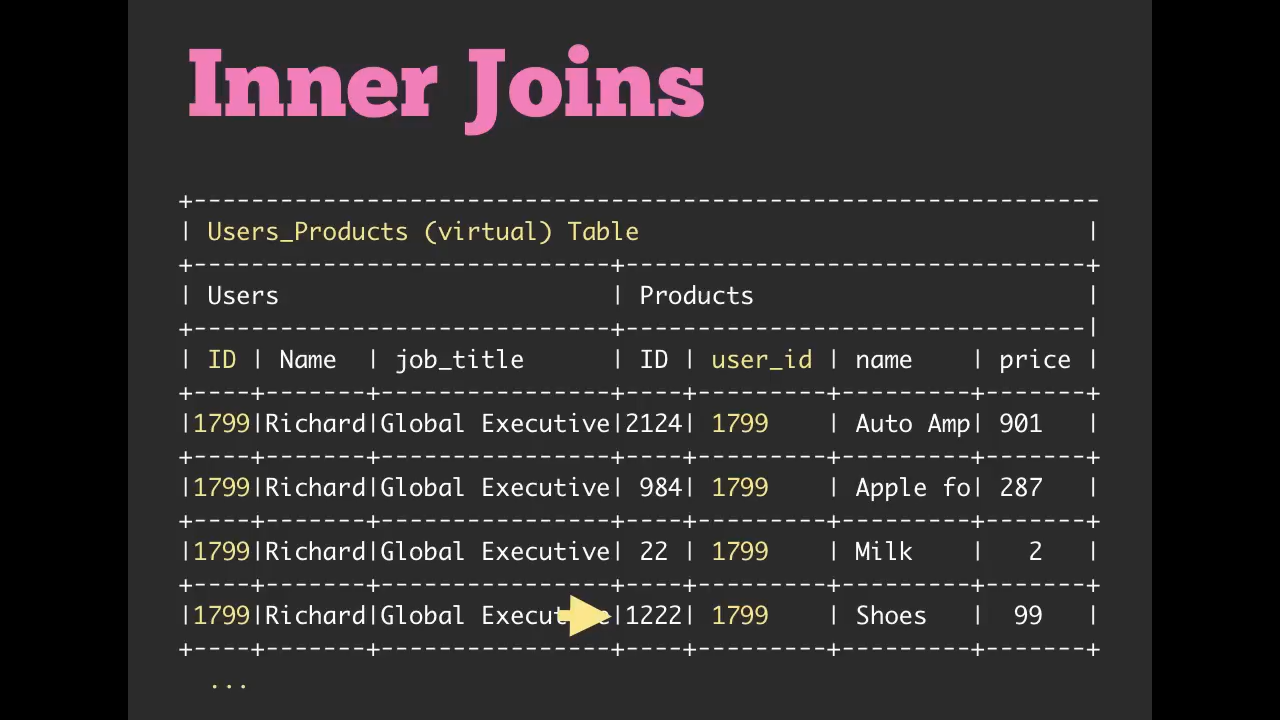 Inner Joins
+---------------------------------------------------------------
| Users_Products (virtual) Table                               |
+-----------------------------+--------------------------------+
| Users                       | Products                       |
+-----------------------------+--------------------------------|
| ID | Name  | job_title      | ID | user_id | name    | price |
+----+-------+----------------+----+---------+---------+-------+
|1799|Richard|Global Executive|2124| 1799    | Auto Amp| 901   |
+----+-------+----------------+----+---------+---------+-------+
|1799|Richard|Global Executive| 984| 1799    | Apple fo| 287   |
+----+-------+----------------+----+---------+---------+-------+
|1799|Richard|Global Executive| 22 | 1799    | Milk    |   2   |
+----+-------+----------------+----+---------+---------+-------+
|1799|Richard|Global Executive|1222| 1799    | Shoes   |  99   |
+----+-------+----------------+----+---------+---------+-------+
...